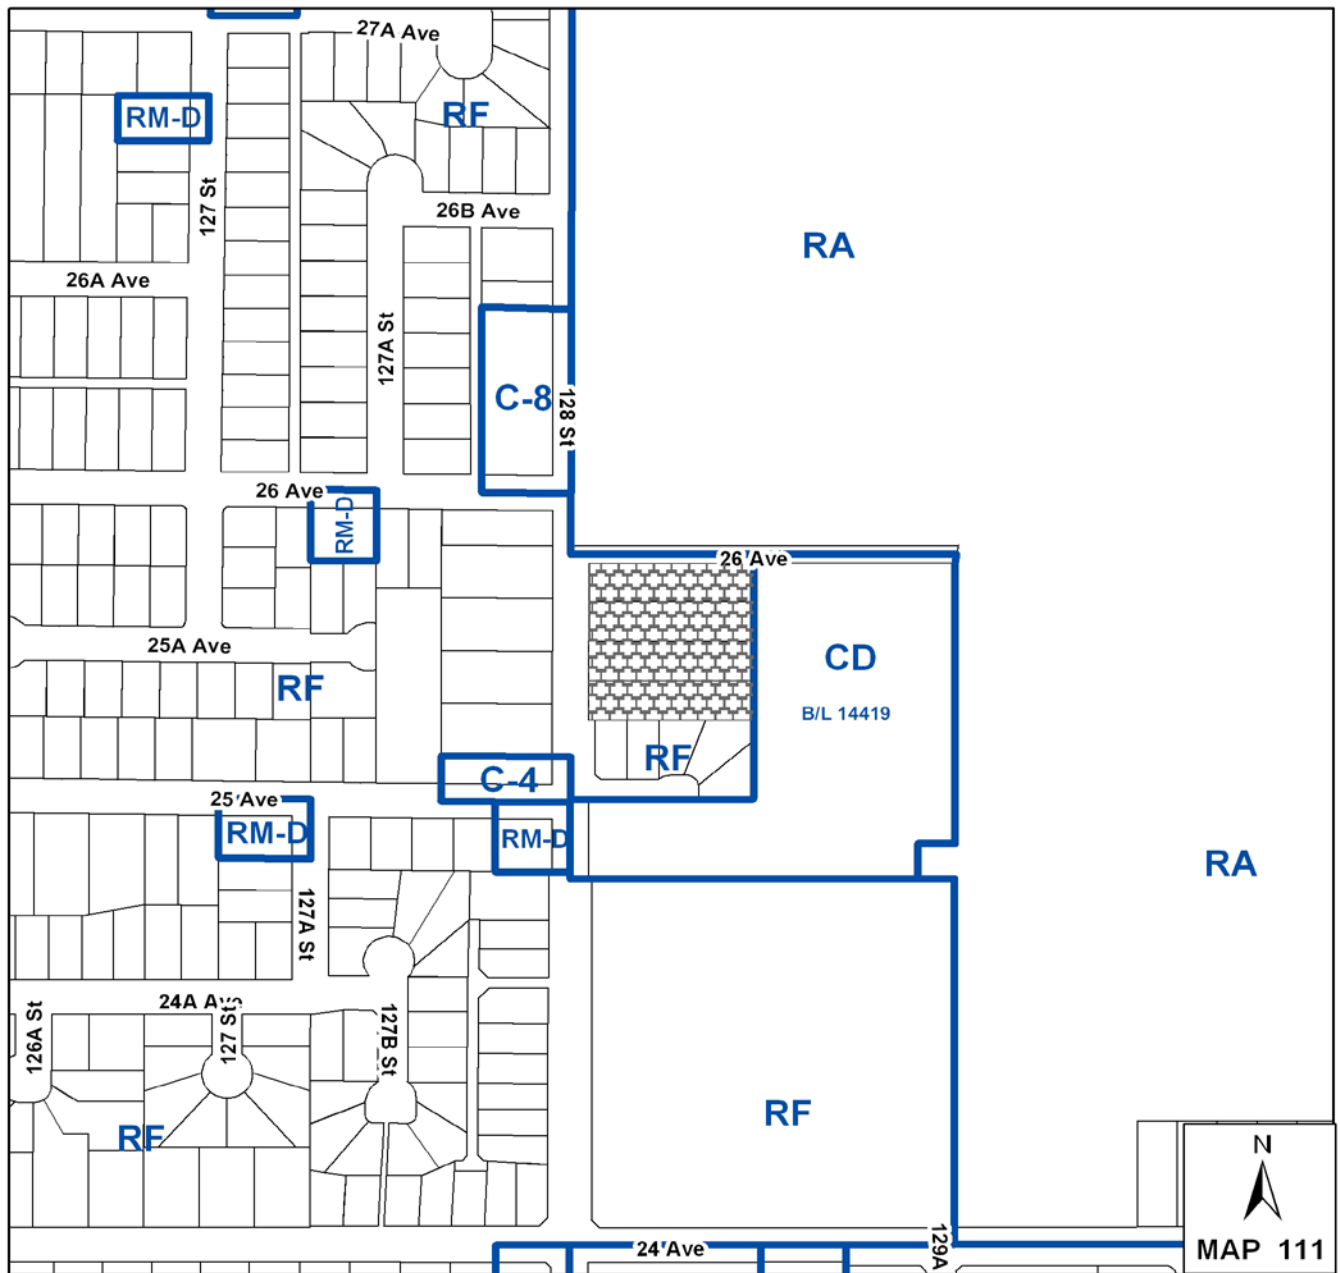 27A Ave
RF
RM-D
127 St
26B Ave
RA
26A Ave
127A St
C-8
128 St
26 Ave
RM-D
26 Ave
25A Ave
CD
RF
B/L 14419
RF
C-4
25 Ave
RM-D
RM-D
RA
127A St
24A Ave
126A St
127 St
127B St
RF
RF
N
129A
24 Ave
MAP 111